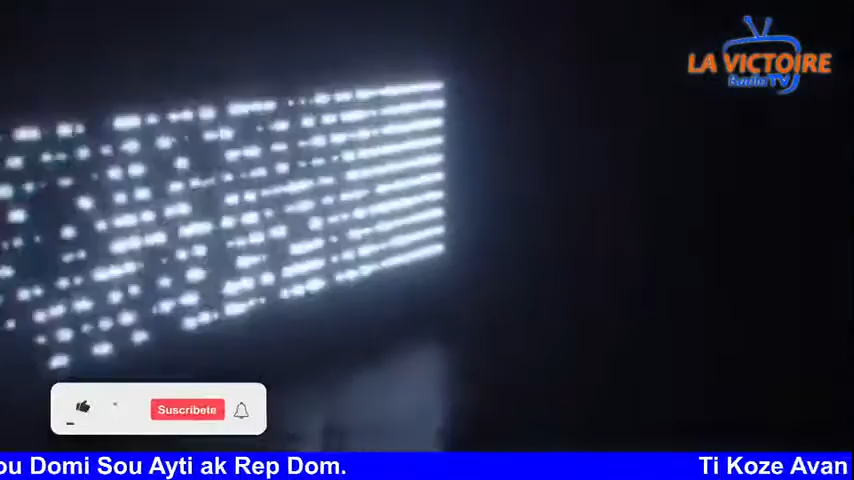 LA VICTOIRE
Radio TV
Suscribete
ou Domi Sou Ayti ak Rep Dom.
Ti Koze Avan